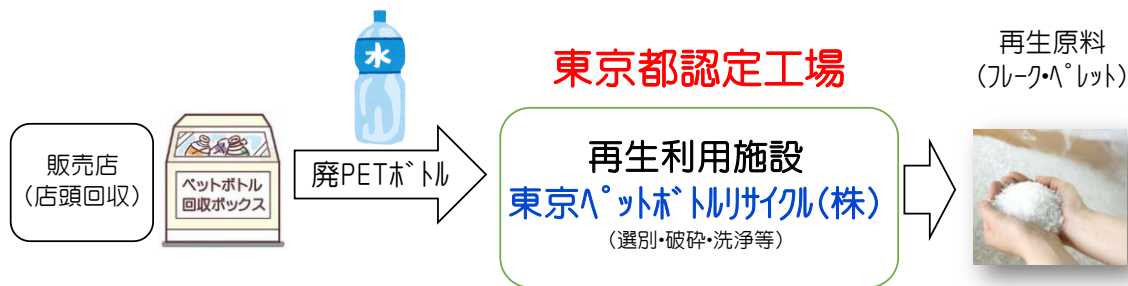 販売店
(店頭回収)
ペットボトル
回収ボックス
水
廃PETボトル
東京都認定工場
再生利用施設
東京ペットボトルリサイクル(株)
(選別・破砕・洗浄等)
再生原料
(フレーク・ペレット)